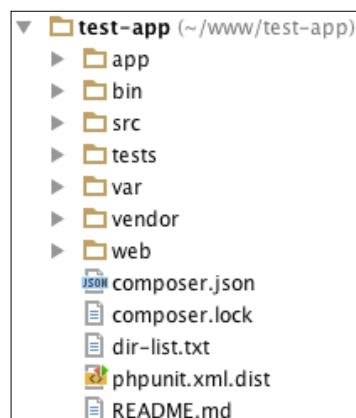 test-app (~/www/test-app)
app
bin
src
tests
var
vendor
web
JSON composer.json
composer.lock
dir-list.txt
phpunit.xml.dist
README.md